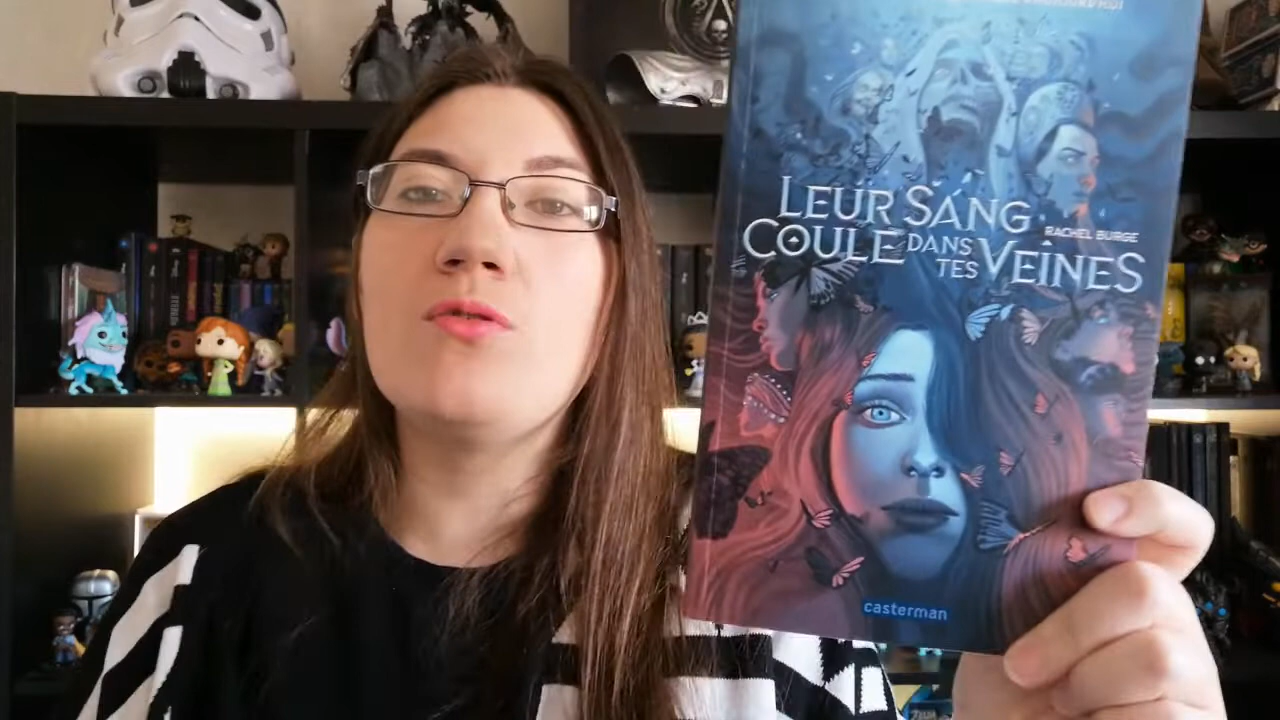 LEUR SANG
RACHEL BURGE
COULE DANS
TES VEINES
casterman